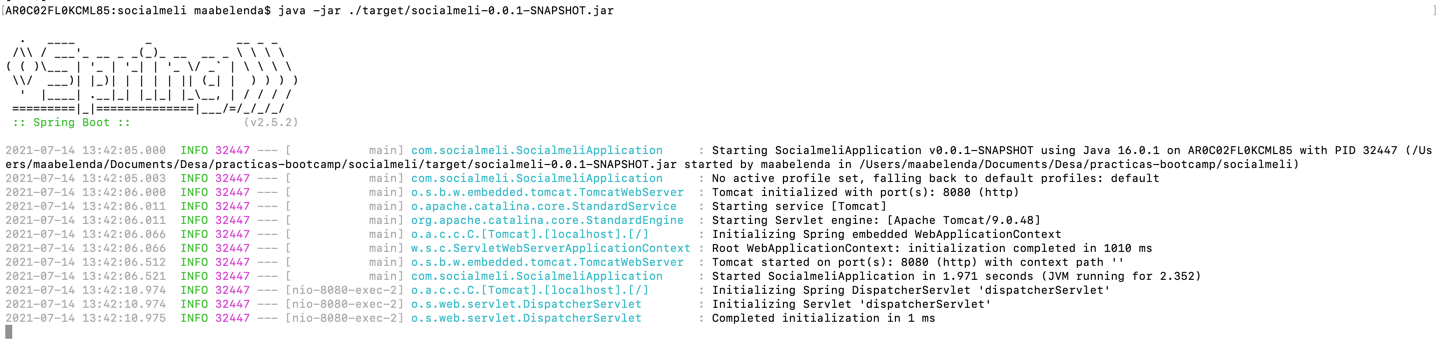 [AR0C02FL0KCML85:socialmeli maabelenda$ java -jar ./target/socialmeli-0.0.1-SNAPSHOT.jar ]
  .   ____          _            __ _ _
 /\\ / ___'_ __ _ _(_)_ __  __ _ \ \ \ \
( ( )\___ | '_ | '_| | '_ \/ _` | \ \ \ \
 \\/  ___)| |_)| | | | | || (_| |  ) ) ) )
  '  |____| .__|_| |_|_| |_\__, | / / / /
 =========|_|==============|___/=/_/_/_/
 :: Spring Boot ::                (v2.5.2)
2021-07-14 13:42:05.000  INFO 32447 --- [           main] com.socialmeli.SocialmeliApplication     : Starting SocialmeliApplication v0.0.1-SNAPSHOT using Java 16.0.1 on AR0C02FL0KCML85 with PID 32447 (/Us
ers/maabelenda/Documents/Desa/practicas-bootcamp/socialmeli/target/socialmeli-0.0.1-SNAPSHOT.jar started by maabelenda in /Users/maabelenda/Documents/Desa/practicas-bootcamp/socialmeli)
2021-07-14 13:42:05.003  INFO 32447 --- [           main] com.socialmeli.SocialmeliApplication     : No active profile set, falling back to default profiles: default
2021-07-14 13:42:06.000  INFO 32447 --- [           main] o.s.b.w.embedded.tomcat.TomcatWebServer  : Tomcat initialized with port(s): 8080 (http)
2021-07-14 13:42:06.011  INFO 32447 --- [           main] o.apache.catalina.core.StandardService   : Starting service [Tomcat]
2021-07-14 13:42:06.011  INFO 32447 --- [           main] org.apache.catalina.core.StandardEngine  : Starting Servlet engine: [Apache Tomcat/9.0.48]
2021-07-14 13:42:06.066  INFO 32447 --- [           main] o.a.c.c.C.[Tomcat].[localhost].[/]       : Initializing Spring embedded WebApplicationContext
2021-07-14 13:42:06.066  INFO 32447 --- [           main] w.s.c.ServletWebServerApplicationContext : Root WebApplicationContext: initialization completed in 1010 ms
2021-07-14 13:42:06.512  INFO 32447 --- [           main] o.s.b.w.embedded.tomcat.TomcatWebServer  : Tomcat started on port(s): 8080 (http) with context path ''
2021-07-14 13:42:06.521  INFO 32447 --- [           main] com.socialmeli.SocialmeliApplication     : Started SocialmeliApplication in 1.971 seconds (JVM running for 2.352)
2021-07-14 13:42:10.974  INFO 32447 --- [nio-8080-exec-2] o.a.c.c.C.[Tomcat].[localhost].[/]       : Initializing Spring DispatcherServlet 'dispatcherServlet'
2021-07-14 13:42:10.974  INFO 32447 --- [nio-8080-exec-2] o.s.web.servlet.DispatcherServlet        : Initializing Servlet 'dispatcherServlet'
2021-07-14 13:42:10.975  INFO 32447 --- [nio-8080-exec-2] o.s.web.servlet.DispatcherServlet        : Completed initialization in 1 ms